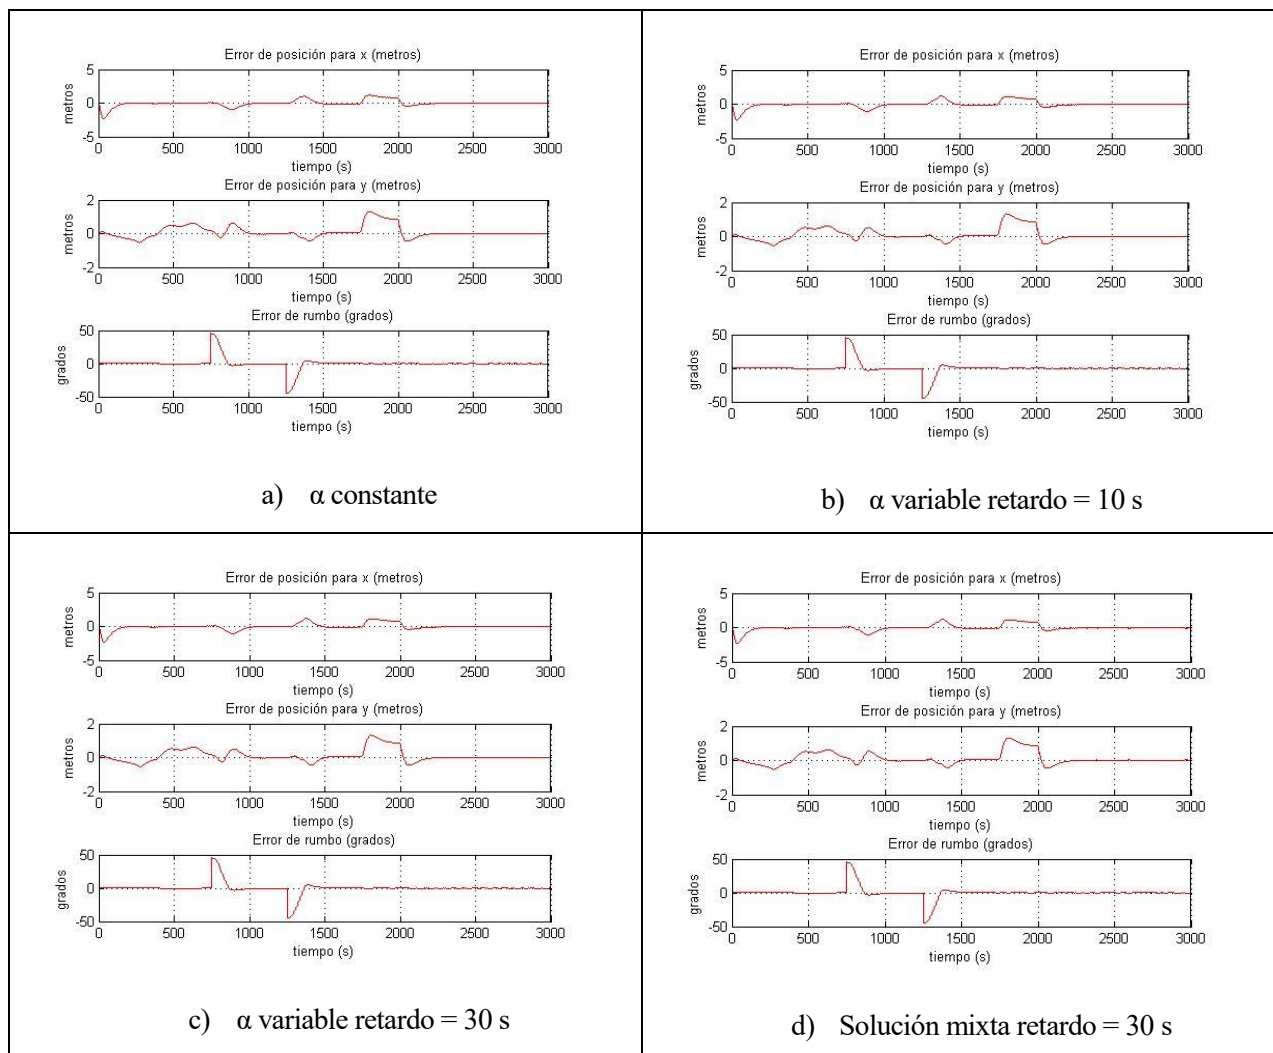 Error de posición para x (metros)
5
0
-5
metros
0 500 1000 1500 2000 2500 3000
tiempo (s)
Error de posición para y (metros)
2
0
-2
metros
0 500 1000 1500 2000 2500 3000
tiempo (s)
Error de rumbo (grados)
50
0
-50
grados
0 500 1000 1500 2000 2500 3000
tiempo (s)
a) α constante
Error de posición para x (metros)
5
0
-5
metros
0 500 1000 1500 2000 2500 3000
tiempo (s)
Error de posición para y (metros)
2
0
-2
metros
0 500 1000 1500 2000 2500 3000
tiempo (s)
Error de rumbo (grados)
50
0
-50
grados
0 500 1000 1500 2000 2500 3000
tiempo (s)
b) α variable retardo = 10 s
Error de posición para x (metros)
5
0
-5
metros
0 500 1000 1500 2000 2500 3000
tiempo (s)
Error de posición para y (metros)
2
0
-2
metros
0 500 1000 1500 2000 2500 3000
tiempo (s)
Error de rumbo (grados)
50
0
-50
grados
0 500 1000 1500 2000 2500 3000
tiempo (s)
c) α variable retardo = 30 s
Error de posición para x (metros)
5
0
-5
metros
0 500 1000 1500 2000 2500 3000
tiempo (s)
Error de posición para y (metros)
2
0
-2
metros
0 500 1000 1500 2000 2500 3000
tiempo (s)
Error de rumbo (grados)
50
0
-50
grados
0 500 1000 1500 2000 2500 3000
tiempo (s)
d) Solución mixta retardo = 30 s